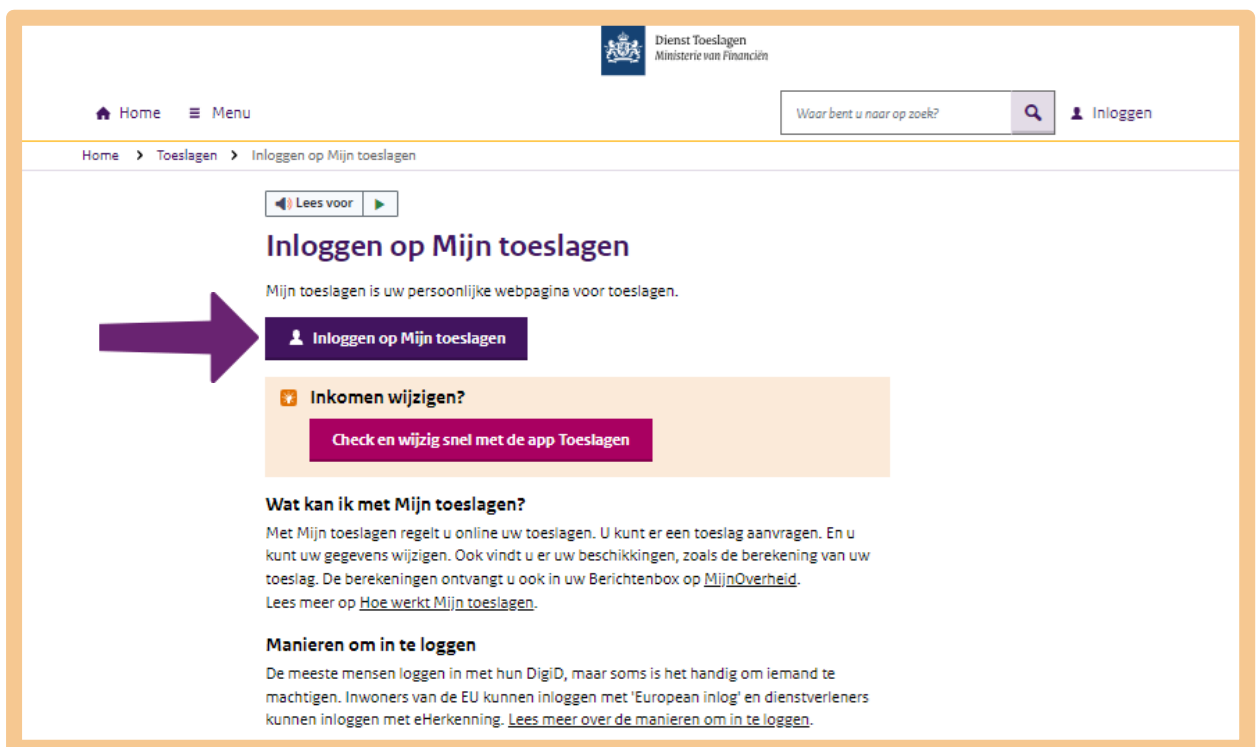 Dienst Toeslagen
Ministerie van Financiën
Home
Menu
Waar bent u naar op zoek?
Inloggen
Home > Toeslagen > Inloggen op Mijn toeslagen
Lees voor
Inloggen op Mijn toeslagen
Mijn toeslagen is uw persoonlijke webpagina voor toeslagen.
Inloggen op Mijn toeslagen
Inkomen wijzigen?
Check en wijzig snel met de app Toeslagen
Wat kan ik met Mijn toeslagen?
Met Mijn toeslagen regelt u online uw toeslagen. U kunt er een toeslag aanvragen. En u
kunt uw gegevens wijzigen. Ook vindt u er uw beschikkingen, zoals de berekening van uw
toeslag. De berekeningen ontvangt u ook in uw Berichtenbox op MijnOverheid.
Lees meer op Hoe werkt Mijn toeslagen.
Manieren om in te loggen
De meeste mensen loggen in met hun DigiD, maar soms is het handig om iemand te
machtigen. Inwoners van de EU kunnen inloggen met 'European inlog' en dienstverleners
kunnen inloggen met eHerkenning. Lees meer over de manieren om in te loggen.